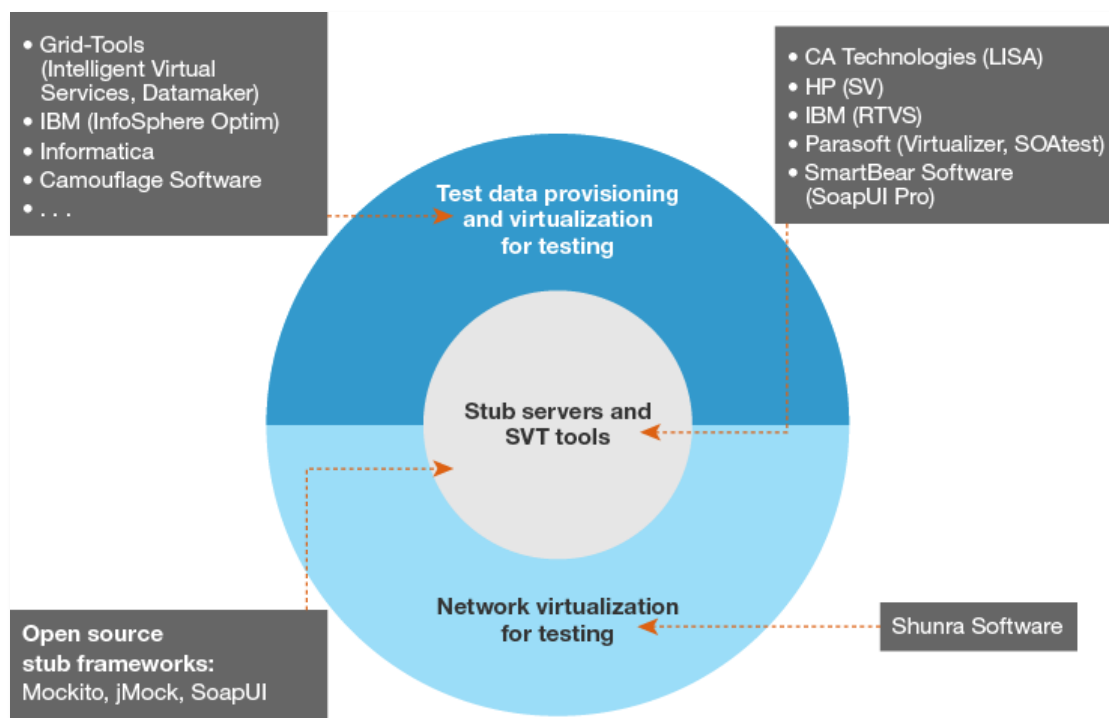 • Grid-Tools
(Intelligent Virtual
Services, Datamaker)
• IBM (InfoSphere Optim)
• Informatica
• Camouflage Software
• . . .
• CA Technologies (LISA)
• HP (SV)
• IBM (RTVS)
• Parasoft (Virtualizer, SOAtest)
• SmartBear Software
(SoapUI Pro)
Test data provisioning
and virtualization
for testing
Stub servers and
SVT tools
Network virtualization
for testing
Open source
stub frameworks:
Mockito, jMock, SoapUI
Shunra Software